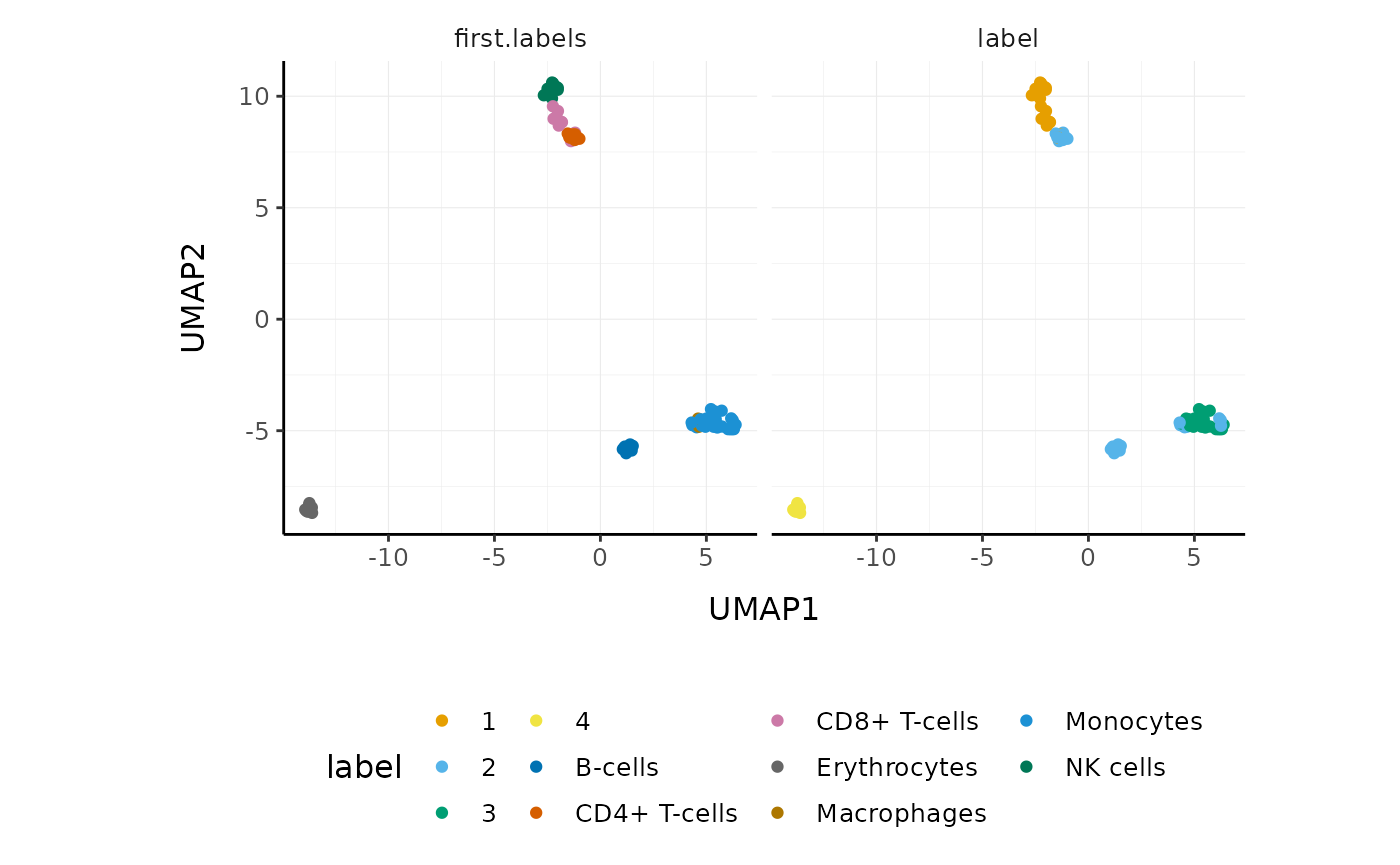 first.labels label
10
5
0
-5
UMAP2
-10 -5 0 5 -10 -5 0 5
UMAP1
label
1 4 CD8+ T-cells Monocytes
2 B-cells Erythrocytes NK cells
3 CD4+ T-cells Macrophages